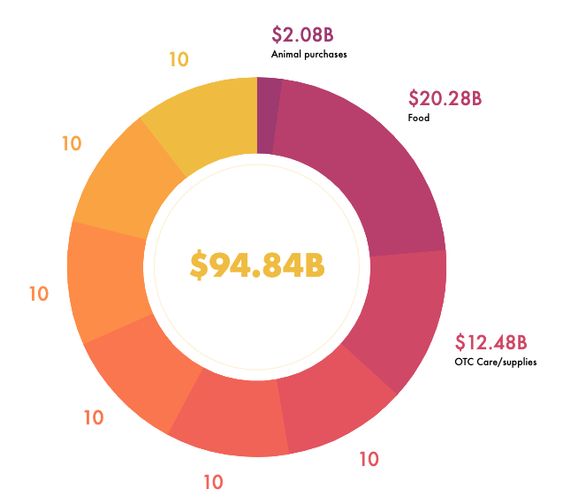 $2.08B
Animal purchases
$20.28B
Food
$12.48B
OTC Care/supplies
10
10
10
10
10
10
$94.84B